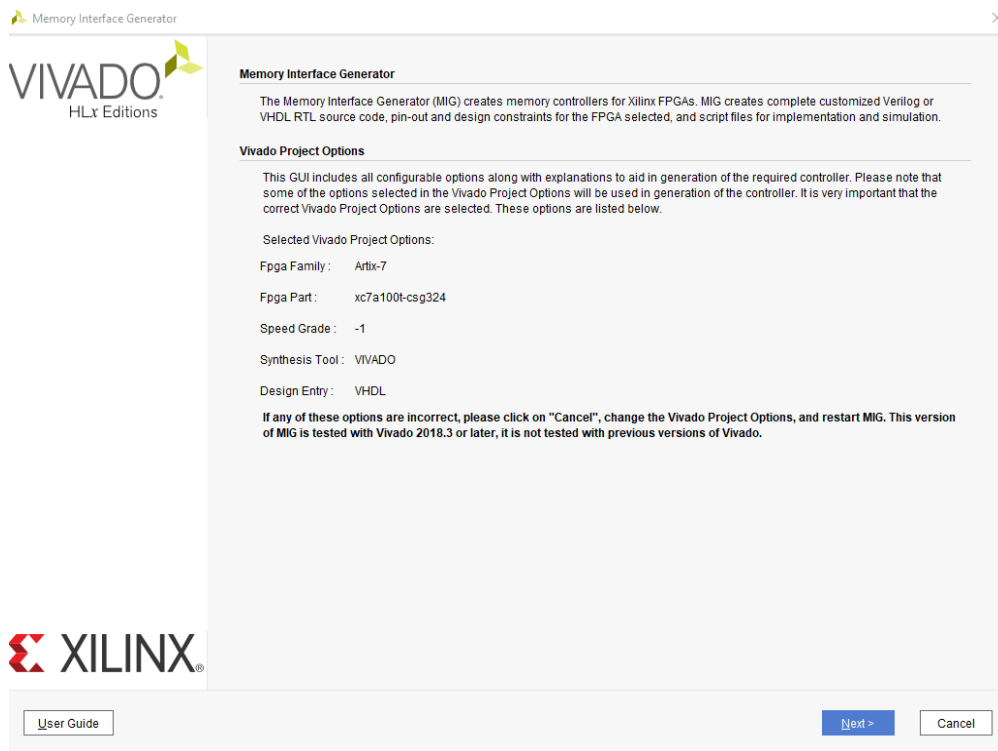 Memory Interface Generator
VIVADO.
HLx Editions
Memory Interface Generator
The Memory Interface Generator (MIG) creates memory controllers for Xilinx FPGAs. MIG creates complete customized Verilog or
VHDL RTL source code, pin-out and design constraints for the FPGA selected, and script files for implementation and simulation.
Vivado Project Options
This GUI includes all configurable options along with explanations to aid in generation of the required controller. Please note that
some of the options selected in the Vivado Project Options will be used in generation of the controller. It is very important that the
correct Vivado Project Options are selected. These options are listed below.
Selected Vivado Project Options:
Fpga Family : Artix-7
Fpga Part : xc7a100t-csg324
Speed Grade : -1
Synthesis Tool : VIVADO
Design Entry : VHDL
If any of these options are incorrect, please click on "Cancel", change the Vivado Project Options, and restart MIG. This version
of MIG is tested with Vivado 2018.3 or later, it is not tested with previous versions of Vivado.
XILINX®
User Guide
Next >
Cancel